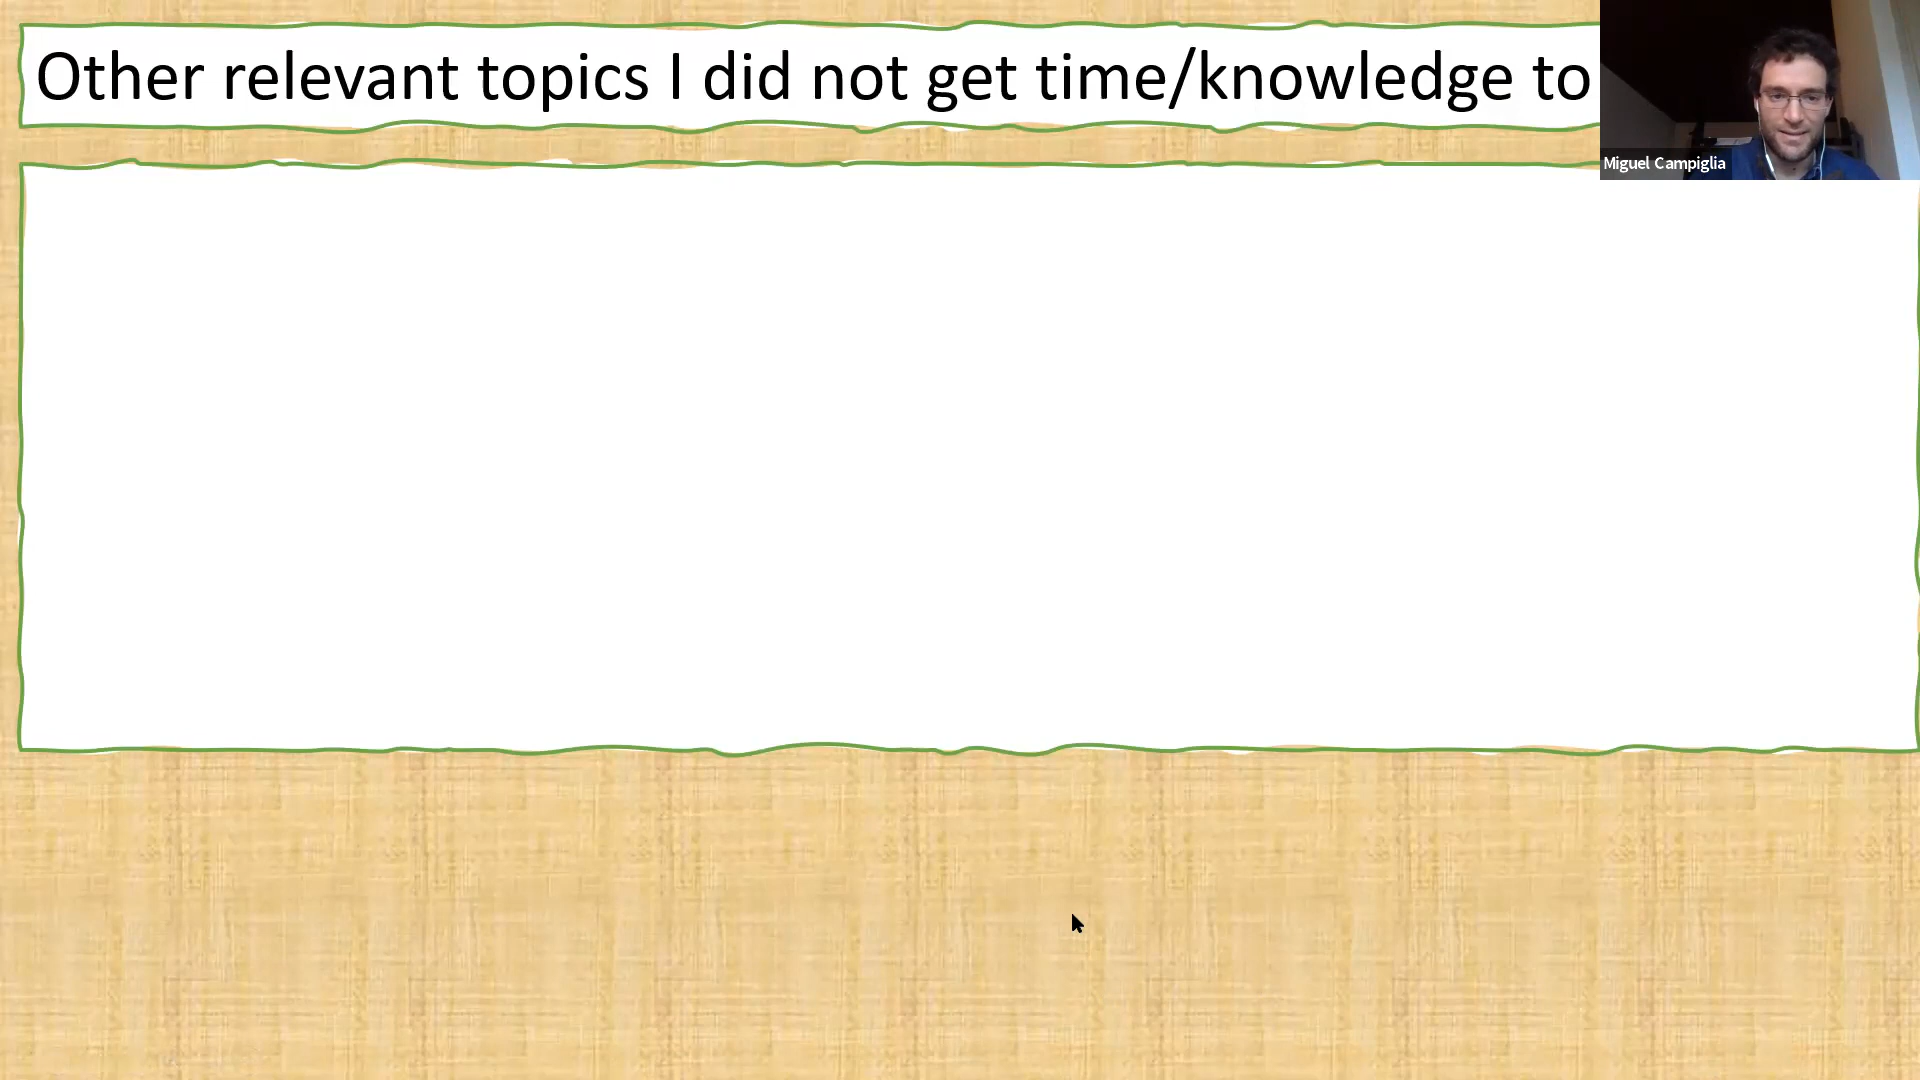 Other relevant topics I did not get time/knowledge to
Miguel Campiglia